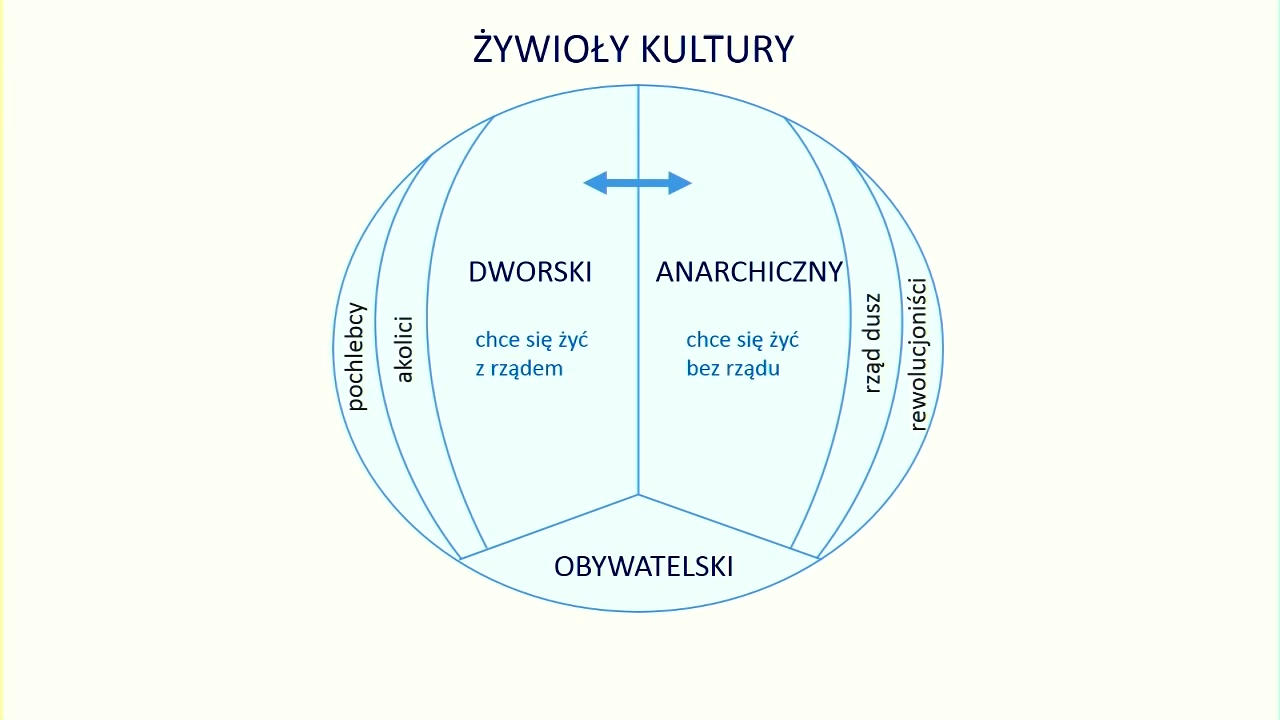 ŻYWIOŁY KULTURY
DWORSKI
ANARCHICZNY
chce się żyć
z rządem
chce się żyć
bez rządu
pochlebcy
akolici
rząd dusz
rewolucjoniści
OBYWATELSKI